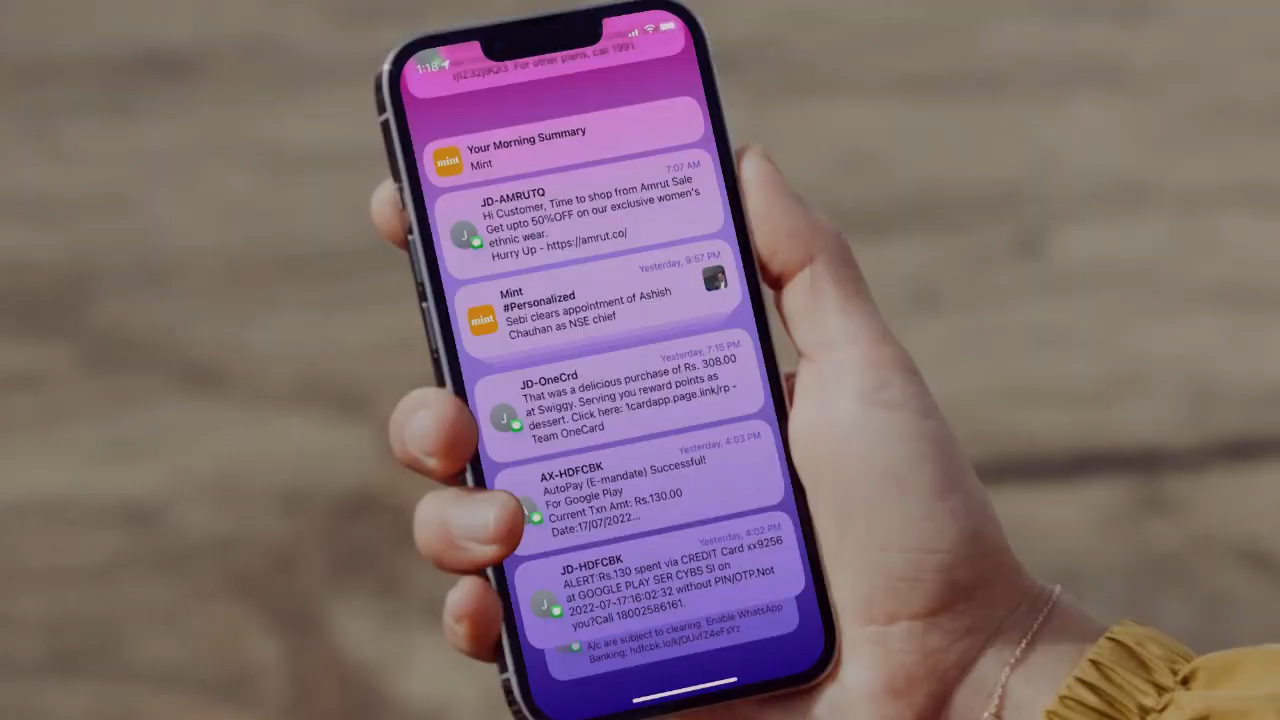 1:18
For other plans, call 1991
mint
Your Morning Summary
Mint
7:07 AM
JD-AMRUTQ
J
Hi Customer, Time to shop from Amrut Sale
Get upto 50%OFF on our exclusive women's
ethnic wear.
Hurry Up - https://amrut.co/
Yesterday, 9:57 PM
mint
Mint
#Personalized
Sebi clears appointment of Ashish
Chauhan as NSE chief
Yesterday, 7:15 PM
JD-OneCrd
J
That was a delicious purchase of Rs. 308.00
at Swiggy. Serving you reward points as
dessert. Click here: 1cardapp.page.link/rp -
Team OneCard
Yesterday, 4:03 PM
AX-HDFCBK
AutoPay (E-mandate) Successful!
For Google Play
Current Txn Amt: Rs.130.00
Date:17/07/2022...
Yesterday, 4:02 PM
JD-HDFCBK
J
ALERT:Rs.130 spent via CREDIT Card xx9256
at GOOGLE PLAY SER CYBS SI on
2022-07-17:16:02:32 without PIN/OTP.Not
you?Call 18002586161.
A/c are subject to clearing. Enable WhatsApp
Banking: